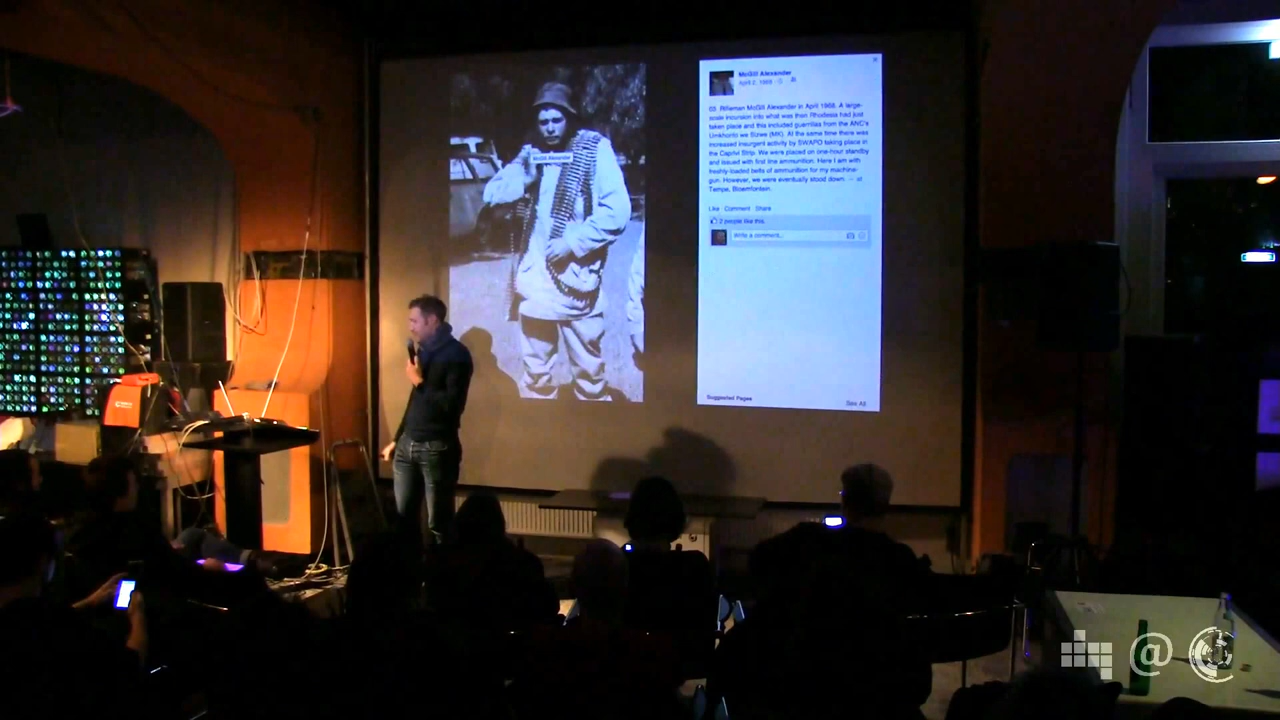 McGill Alexander
McGill Alexander
April 2, 1968
03. Rifleman McGill Alexander in April 1968. A large-
scale incursion into what was then Rhodesia had just
taken place and this included guerrillas from the ANC's
Umkhonto we Sizwe (MK). At the same time there was
increased insurgent activity by SWAPO taking place in
the Caprivi Strip. We were placed on one-hour standby
and issued with first line ammunition. Here I am with
freshly-loaded belts of ammunition for my machine-
gun. However, we were eventually stood down. — at
Tempe, Bloemfontein.
Like · Comment · Share
2 people like this.
Write a comment...
Suggested Pages
See All
@